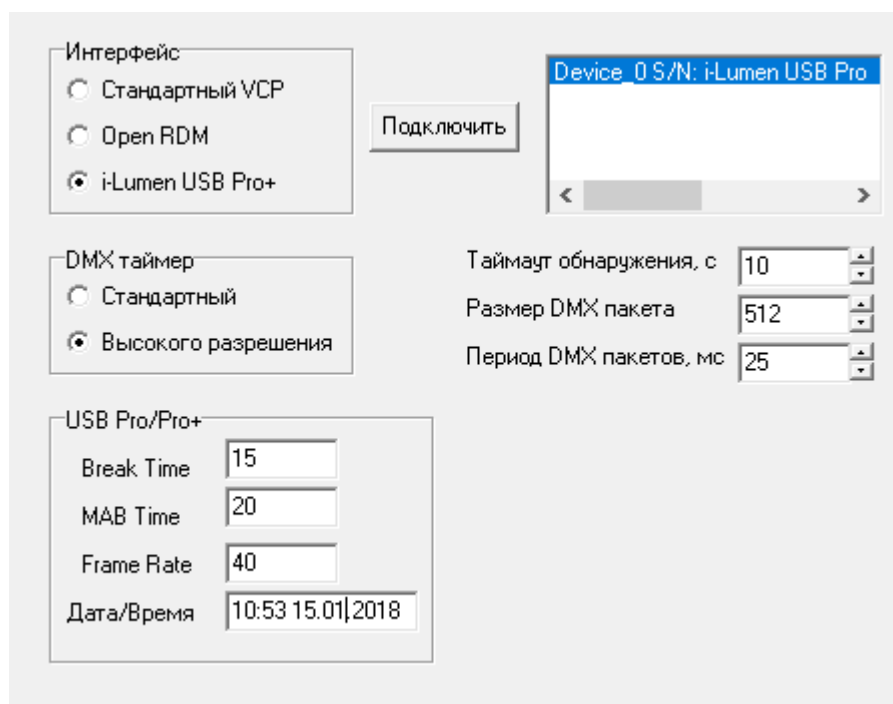 Интерфейс
Стандартный VCP
Open RDM
i-Lumen USB Pro+
Подключить
Device_0 S/N: i-Lumen USB Pro
DMX таймер
Стандартный
Высокого разрешения
Таймаут обнаружения, с 10
Размер DMX пакета 512
Период DMX пакетов, мс 25
USB Pro/Pro+
Break Time 15
MAB Time 20
Frame Rate 40
Дата/Время 10:53 15.01.2018